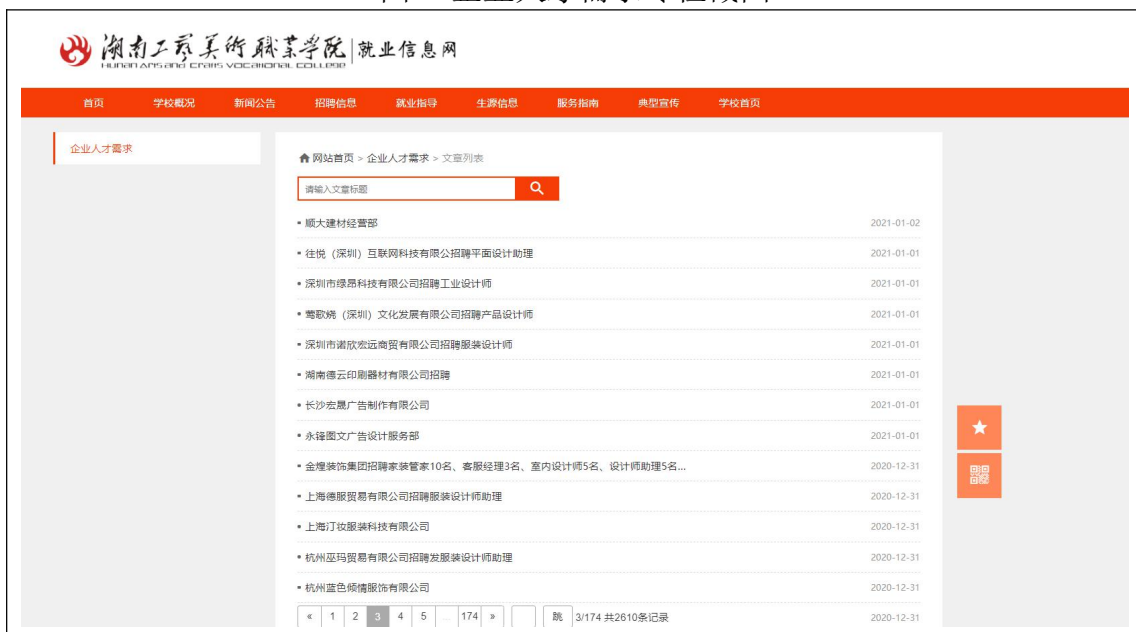 湖南工艺美术职业学院 就业信息网
HUNAN ARTS AND CRAFTS VOCATIONAL COLLEGE
首页 学校概况 新闻公告 招聘信息 就业指导 生源信息 服务指南 典型宣传 学校首页
企业人才需求
网站首页 > 企业人才需求 > 文章列表
请输入文章标题
顺大建材经营部 2021-01-02
往悦（深圳）互联网科技有限公招聘平面设计助理 2021-01-01
深圳市绿昂科技有限公司招聘工业设计师 2021-01-01
莺歌娆（深圳）文化发展有限公司招聘产品设计师 2021-01-01
深圳市诺欣宏远商贸有限公司招聘服装设计师 2021-01-01
湖南德云印刷器材有限公司招聘 2021-01-01
长沙宏晟广告制作有限公司 2021-01-01
永锋图文广告设计服务部 2021-01-01
金煌装饰集团招聘家装管家10名、客服经理3名、室内设计师5名、设计师助理5名... 2020-12-31
上海德服贸易有限公司招聘服装设计师助理 2020-12-31
上海汀妆服装科技有限公司 2020-12-31
杭州巫玛贸易有限公司招聘发服装设计师助理 2020-12-31
杭州蓝色倾情服饰有限公司 2020-12-31
« 1 2 3 4 5 ... 174 » 跳 3/174 共2610条记录 2020-12-31